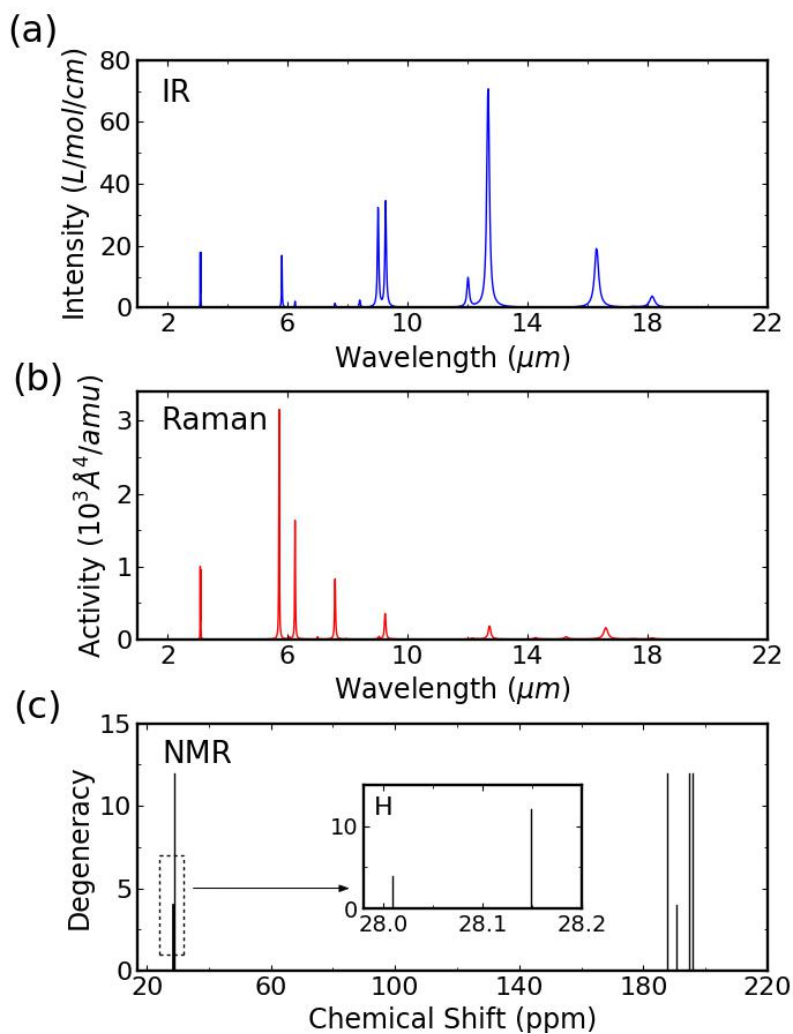 (a)
80
60
40
20
0
Intensity (L/mol/cm)
IR
2 6 10 14 18 22
Wavelength (μm)
(b)
3
2
1
0
Activity (10³Å⁴/amu)
Raman
2 6 10 14 18 22
Wavelength (μm)
(c)
15
10
5
0
Degeneracy
NMR
H
10
0
28.0 28.1 28.2
20 60 100 140 180 220
Chemical Shift (ppm)